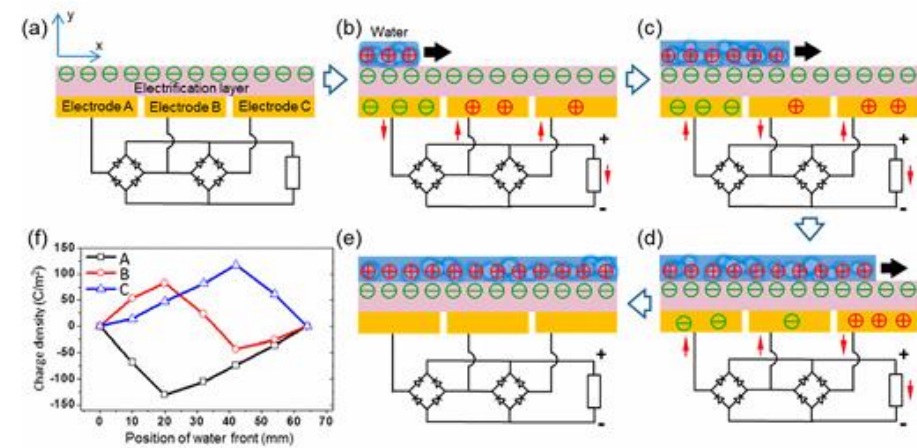 (a)
y
x
Electrification layer
Electrode A Electrode B Electrode C
(b)
Water
+
-
(c)
+
-
(f)
Charge density (C/m²)
150
100
50
0
-50
-100
-150
A
B
C
0 10 20 30 40 50 60 70
Position of water front (mm)
(e)
+
-
(d)
+
-